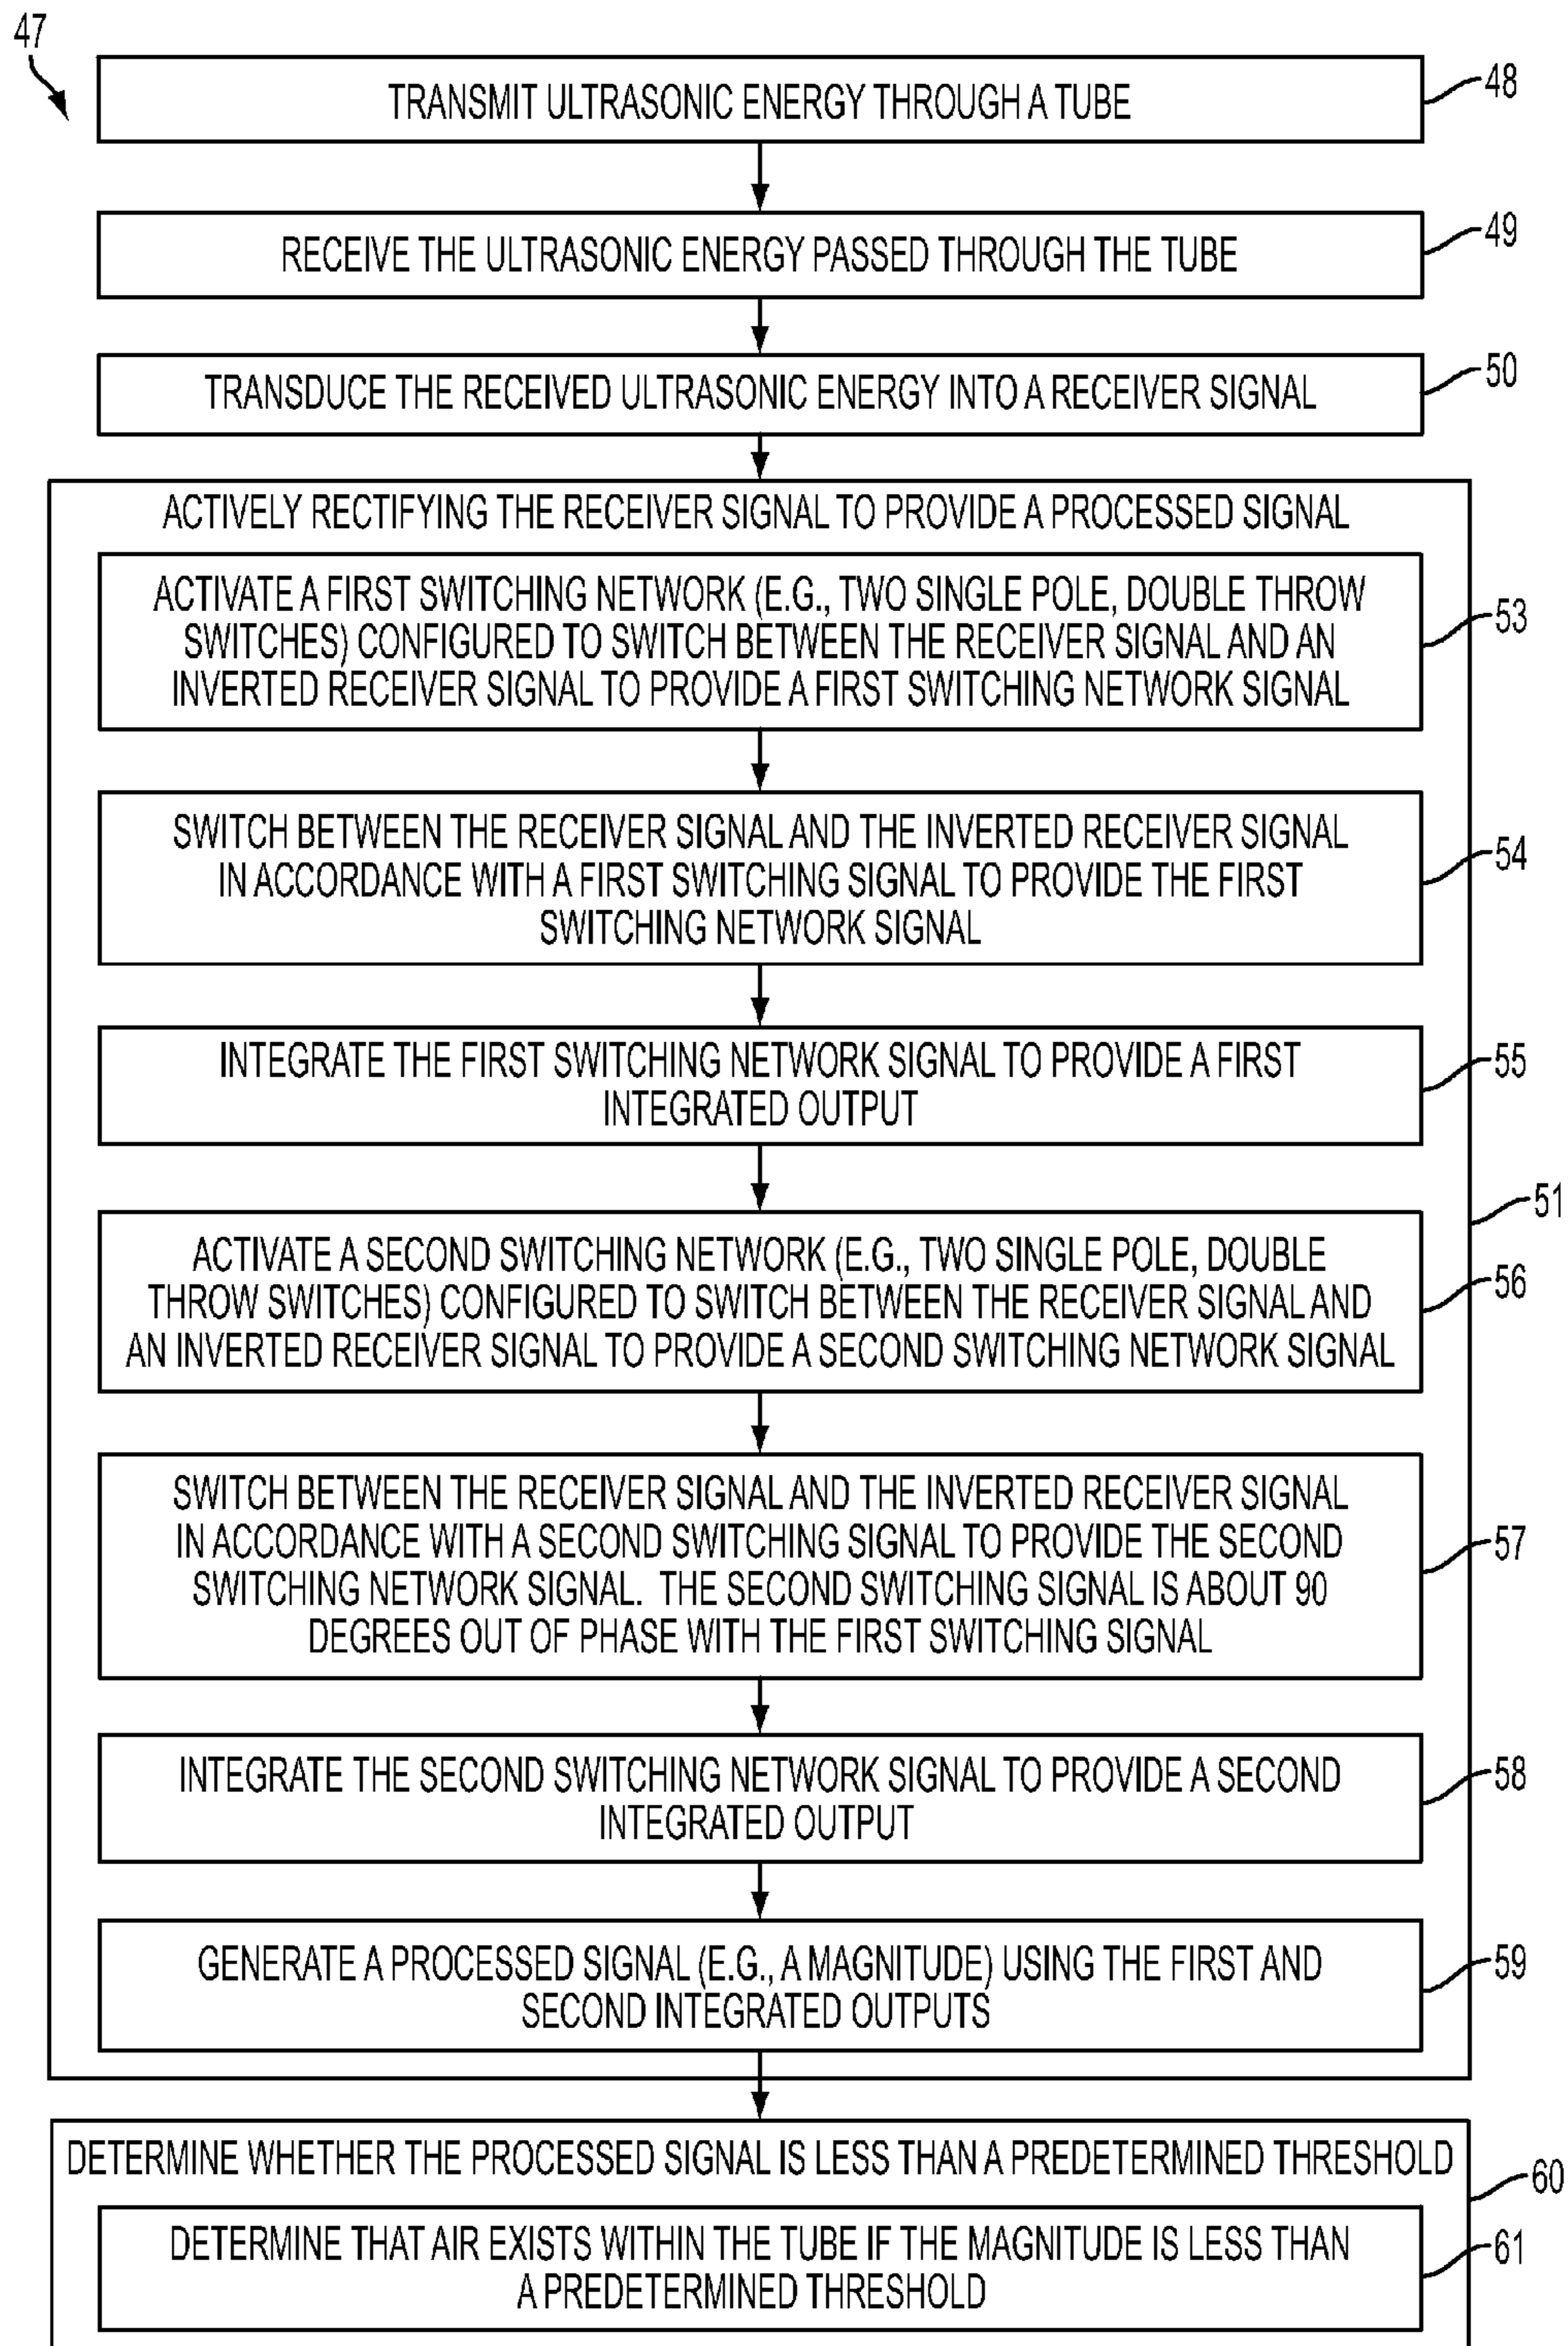 47
TRANSMIT ULTRASONIC ENERGY THROUGH A TUBE
48
RECEIVE THE ULTRASONIC ENERGY PASSED THROUGH THE TUBE
49
TRANSDUCE THE RECEIVED ULTRASONIC ENERGY INTO A RECEIVER SIGNAL
50
ACTIVELY RECTIFYING THE RECEIVER SIGNAL TO PROVIDE A PROCESSED SIGNAL
ACTIVATE A FIRST SWITCHING NETWORK (E.G., TWO SINGLE POLE, DOUBLE THROW
SWITCHES) CONFIGURED TO SWITCH BETWEEN THE RECEIVER SIGNAL AND AN
INVERTED RECEIVER SIGNAL TO PROVIDE A FIRST SWITCHING NETWORK SIGNAL
53
SWITCH BETWEEN THE RECEIVER SIGNAL AND THE INVERTED RECEIVER SIGNAL
IN ACCORDANCE WITH A FIRST SWITCHING SIGNAL TO PROVIDE THE FIRST
SWITCHING NETWORK SIGNAL
54
INTEGRATE THE FIRST SWITCHING NETWORK SIGNAL TO PROVIDE A FIRST
INTEGRATED OUTPUT
55
51
ACTIVATE A SECOND SWITCHING NETWORK (E.G., TWO SINGLE POLE, DOUBLE
THROW SWITCHES) CONFIGURED TO SWITCH BETWEEN THE RECEIVER SIGNAL AND
AN INVERTED RECEIVER SIGNAL TO PROVIDE A SECOND SWITCHING NETWORK SIGNAL
56
SWITCH BETWEEN THE RECEIVER SIGNAL AND THE INVERTED RECEIVER SIGNAL
IN ACCORDANCE WITH A SECOND SWITCHING SIGNAL TO PROVIDE THE SECOND
SWITCHING NETWORK SIGNAL. THE SECOND SWITCHING SIGNAL IS ABOUT 90
DEGREES OUT OF PHASE WITH THE FIRST SWITCHING SIGNAL
57
INTEGRATE THE SECOND SWITCHING NETWORK SIGNAL TO PROVIDE A SECOND
INTEGRATED OUTPUT
58
GENERATE A PROCESSED SIGNAL (E.G., A MAGNITUDE) USING THE FIRST AND
SECOND INTEGRATED OUTPUTS
59
DETERMINE WHETHER THE PROCESSED SIGNAL IS LESS THAN A PREDETERMINED THRESHOLD
60
DETERMINE THAT AIR EXISTS WITHIN THE TUBE IF THE MAGNITUDE IS LESS THAN
A PREDETERMINED THRESHOLD
61